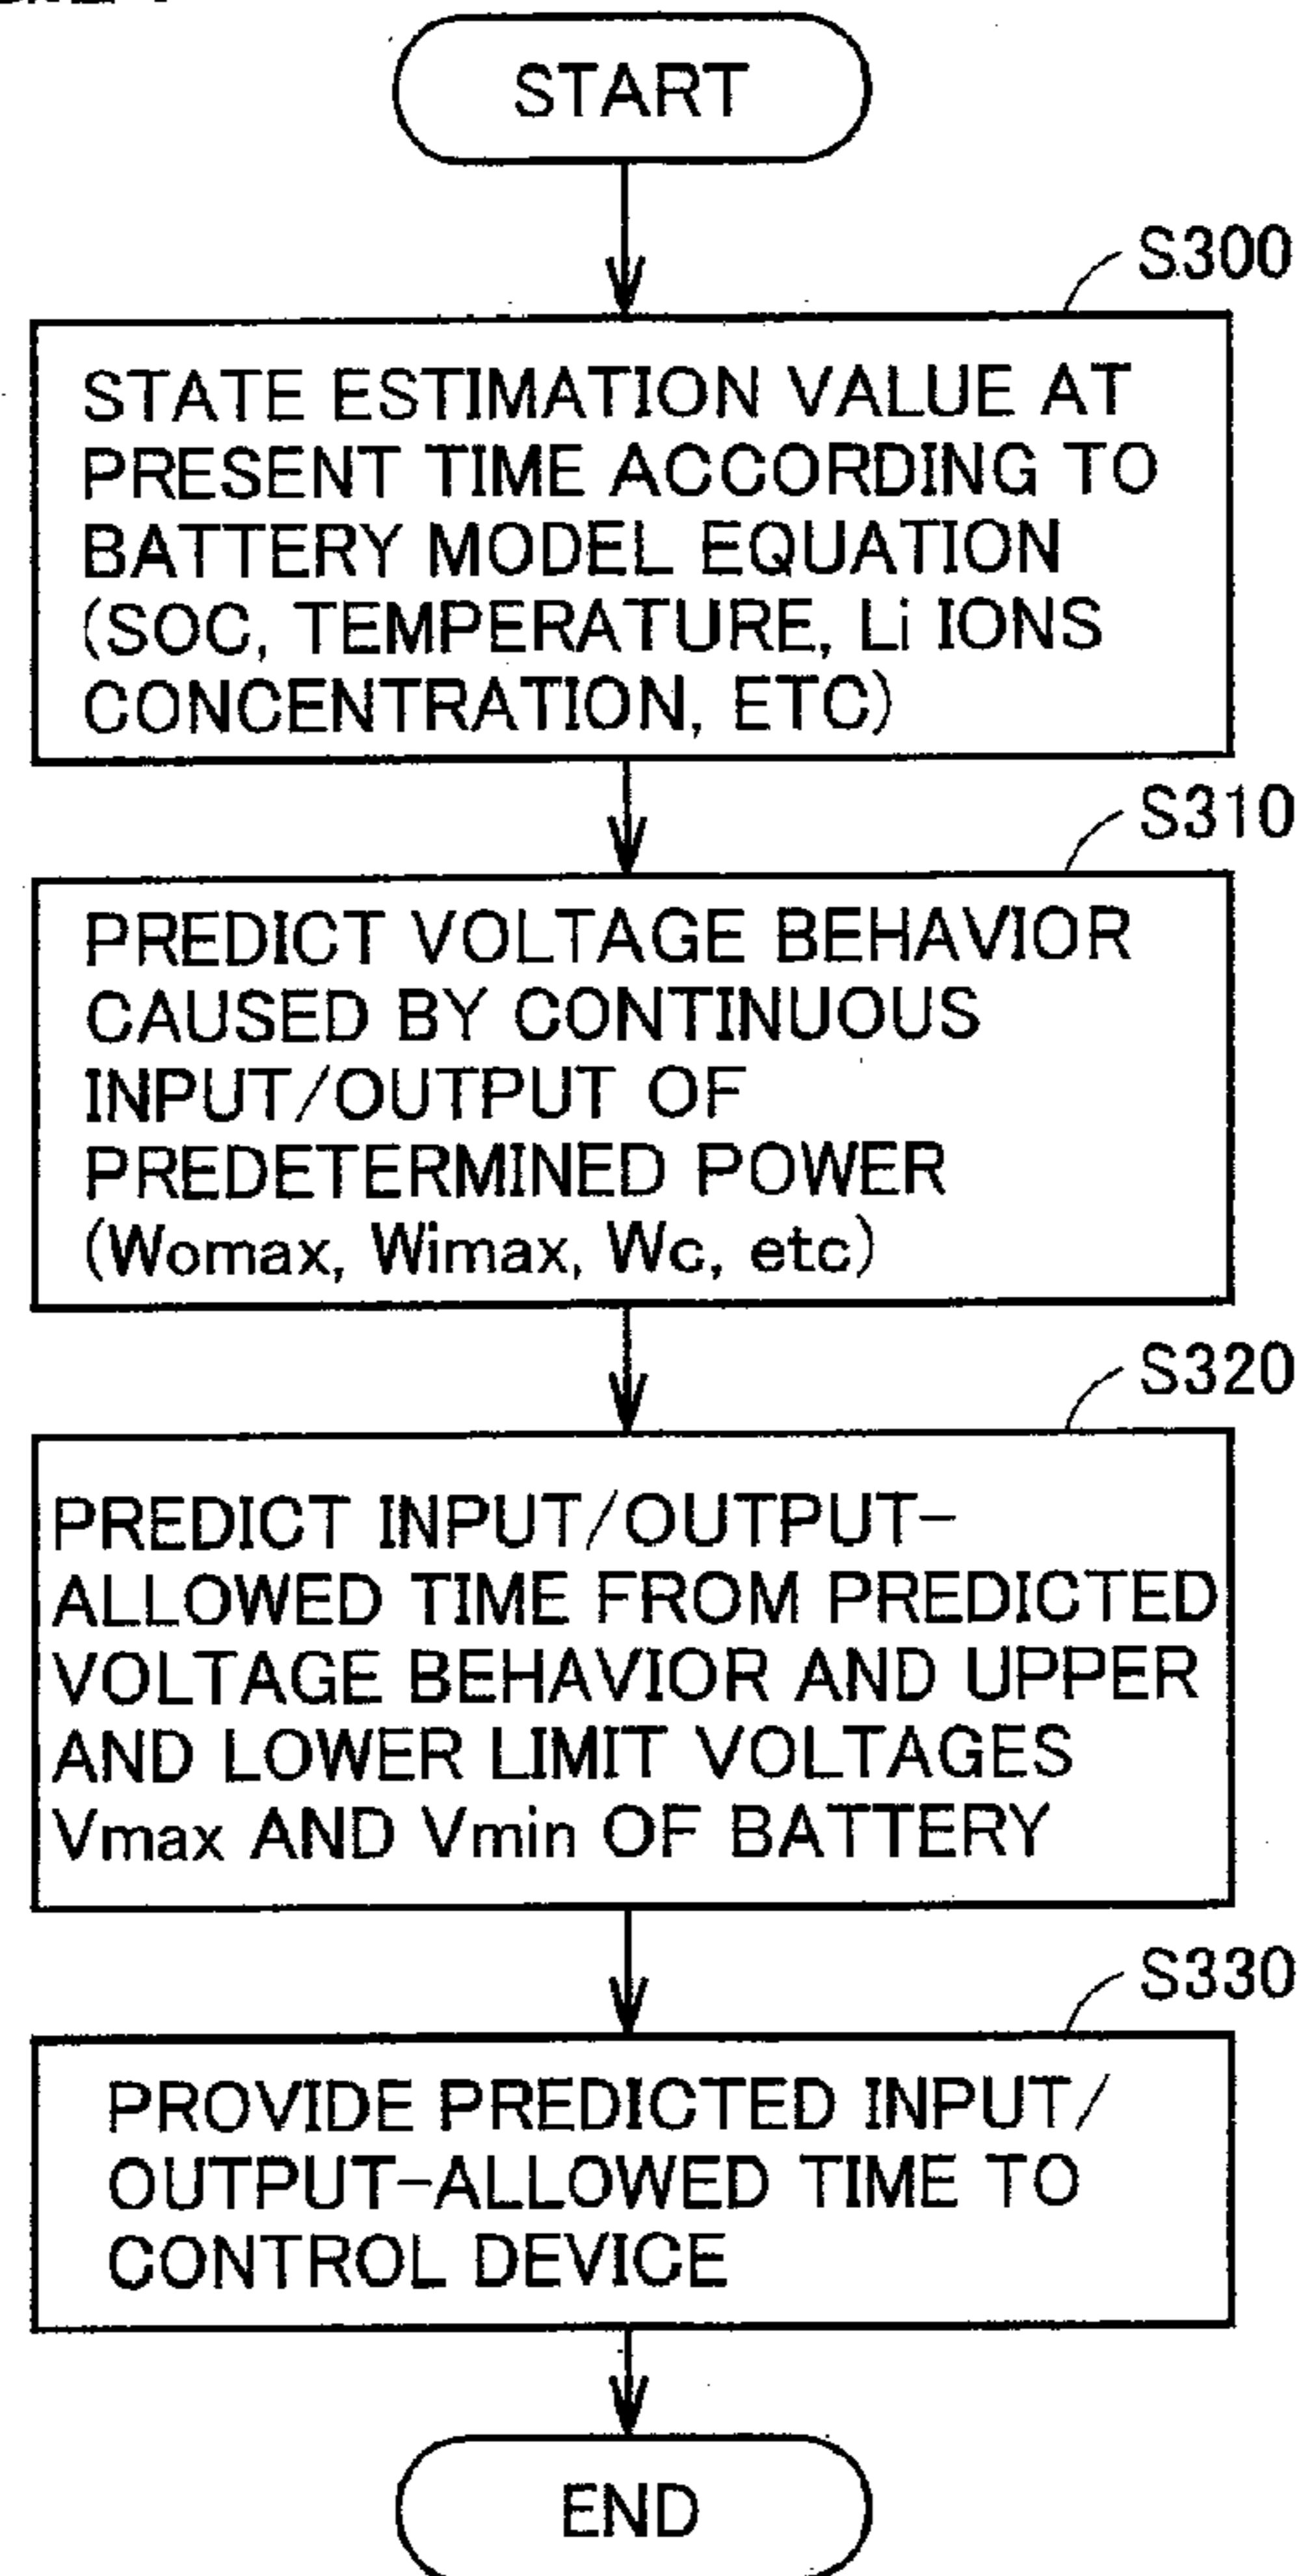 START
S300
STATE ESTIMATION VALUE AT
PRESENT TIME ACCORDING TO
BATTERY MODEL EQUATION
(SOC, TEMPERATURE, Li IONS
CONCENTRATION, ETC)
S310
PREDICT VOLTAGE BEHAVIOR
CAUSED BY CONTINUOUS
INPUT/OUTPUT OF
PREDETERMINED POWER
(Womax, Wimax, Wc, etc)
S320
PREDICT INPUT/OUTPUT-
ALLOWED TIME FROM PREDICTED
VOLTAGE BEHAVIOR AND UPPER
AND LOWER LIMIT VOLTAGES
Vmax AND Vmin OF BATTERY
S330
PROVIDE PREDICTED INPUT/
OUTPUT-ALLOWED TIME TO
CONTROL DEVICE
END